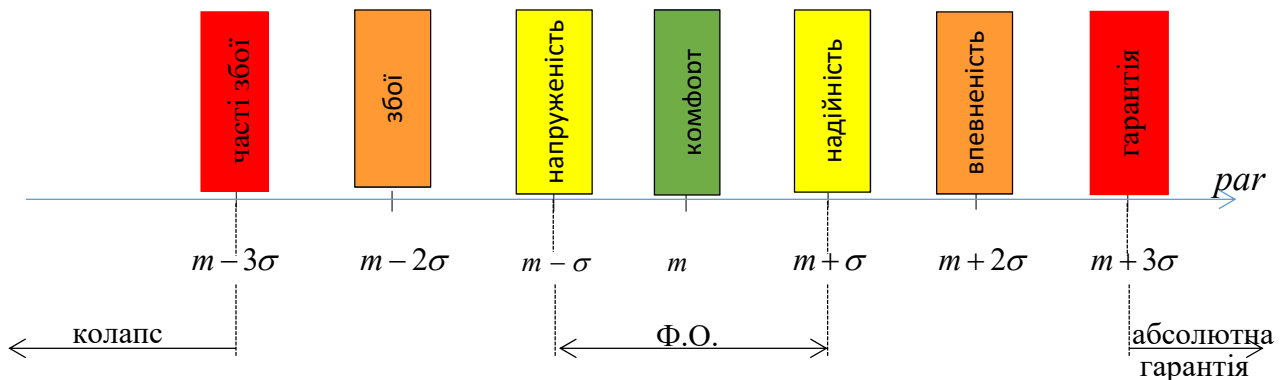 часті збої
збої
напруженість
комфорт
надійність
впевненість
гарантія
par
m − 3σ
m − 2σ
m − σ
m
m + σ
m + 2σ
m + 3σ
колапс
Ф.О.
абсолютна
гарантія